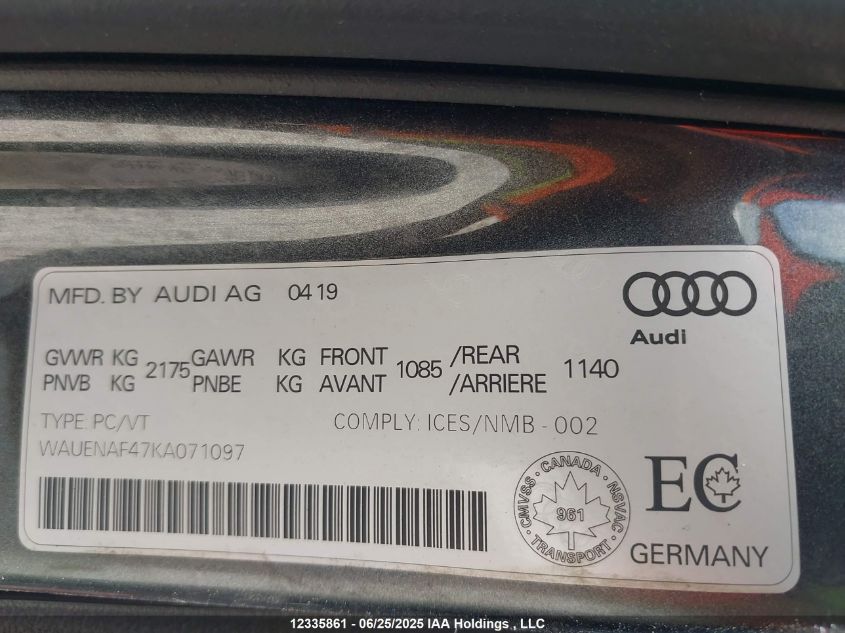 MFD. BY AUDI AG 0419
Audi
GVWR KG 2175 GAWR KG FRONT 1085 /REAR 1140
PNVB KG PNBE KG AVANT /ARRIERE
TYPE: PC/VT COMPLY: ICES/NMB - 002
WAUENAF47KA071097
CANADA
CMVSS NSVAC
961
TRANSPORT
EC
GERMANY
12335861 - 06/25/2025 IAA Holdings , LLC